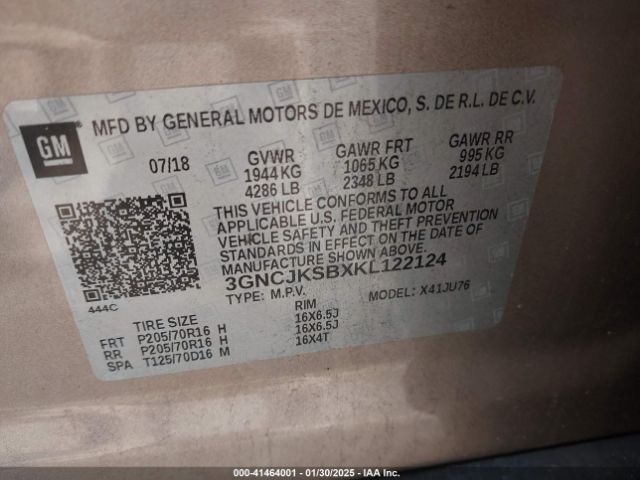 GM
MFD BY GENERAL MOTORS DE MEXICO, S. DE R.L. DE C.V.
07/18 GVWR GAWR FRT GAWR RR
1944 KG 1065 KG 995 KG
4286 LB 2348 LB 2194 LB
THIS VEHICLE CONFORMS TO ALL
APPLICABLE U.S. FEDERAL MOTOR
VEHICLE SAFETY AND THEFT PREVENTION
STANDARDS IN EFFECT ON THE DATE OF
MANUFACTURE SHOWN ABOVE.
3GNCJKSBXKL122124
TYPE: M.P.V. MODEL: X41JU76
444C
TIRE SIZE RIM
FRT P205/70R16 H 16X6.5J
RR P205/70R16 H 16X6.5J
SPA T125/70D16 M 16X4T
000-41464001 - 01/30/2025 - IAA Inc.